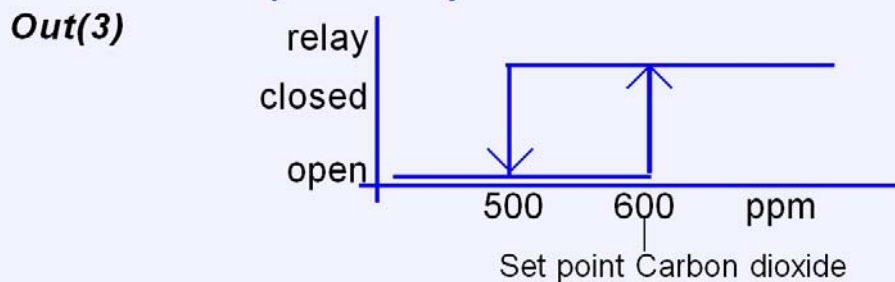 Out(3)
relay
closed
open
500 600 ppm
Set point Carbon dioxide